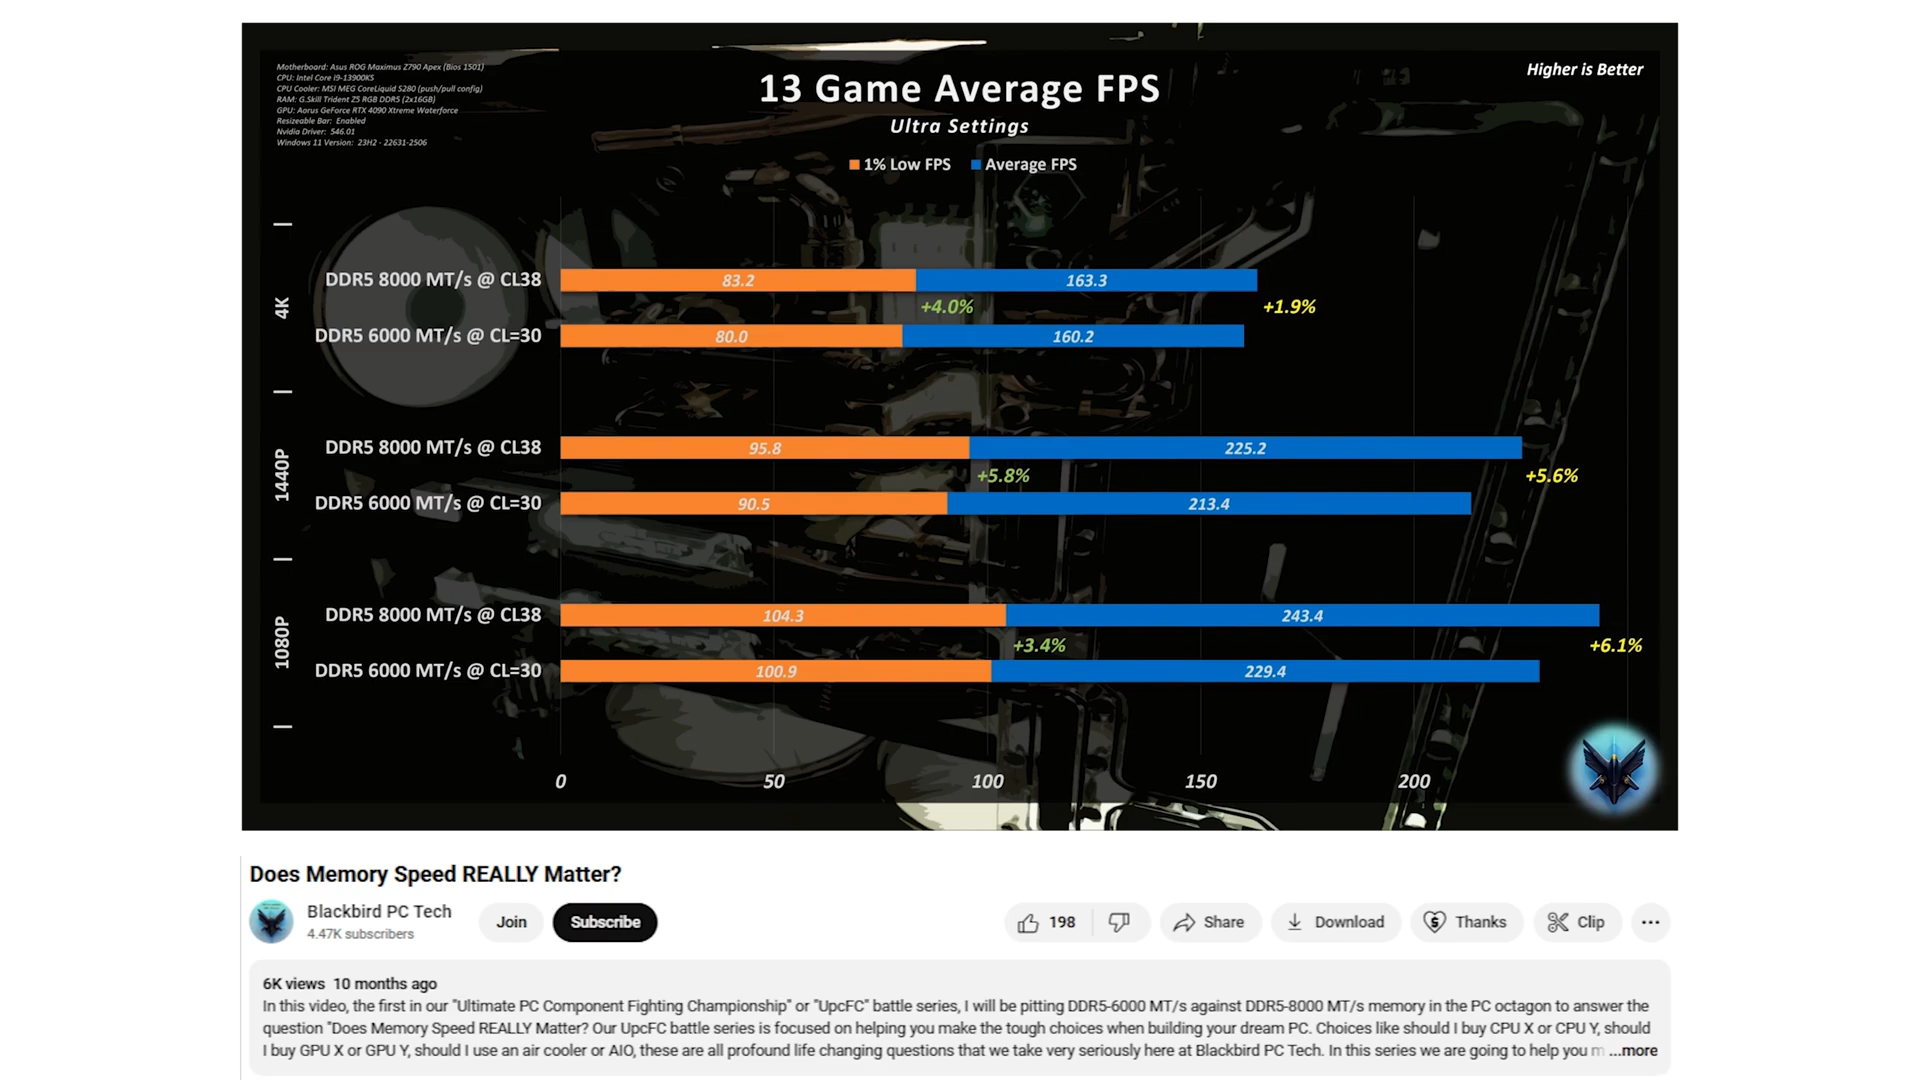 Motherboard: Asus ROG Maximus Z790 Apex (Bios 1501)
CPU: Intel Core i9-13900KS
CPU Cooler: MSI MEG CoreLiquid S280 (push/pull config)
RAM: G.Skill Trident Z5 RGB DDR5 (2x16GB)
GPU: Aorus GeForce RTX 4090 Xtreme Waterforce
Resizeable Bar: Enabled
Nvidia Driver: 546.01
Windows 11 Version: 23H2 - 22631-2506
13 Game Average FPS
Ultra Settings
Higher is Better
1% Low FPS Average FPS
4K
DDR5 8000 MT/s @ CL38 83.2 163.3
+4.0% +1.9%
DDR5 6000 MT/s @ CL=30 80.0 160.2
1440P
DDR5 8000 MT/s @ CL38 95.8 225.2
+5.8% +5.6%
DDR5 6000 MT/s @ CL=30 90.5 213.4
1080P
DDR5 8000 MT/s @ CL38 104.3 243.4
+3.4% +6.1%
DDR5 6000 MT/s @ CL=30 100.9 229.4
0 50 100 150 200
Does Memory Speed REALLY Matter?
Blackbird PC Tech
4.47K subscribers
Join Subscribe 198 Share Download Thanks Clip ...
6K views 10 months ago
In this video, the first in our "Ultimate PC Component Fighting Championship" or "UpcFC" battle series, I will be pitting DDR5-6000 MT/s against DDR5-8000 MT/s memory in the PC octagon to answer the
question "Does Memory Speed REALLY Matter? Our UpcFC battle series is focused on helping you make the tough choices when building your dream PC. Choices like should I buy CPU X or CPU Y, should
I buy GPU X or GPU Y, should I use an air cooler or AIO, these are all profound life changing questions that we take very seriously here at Blackbird PC Tech. In this series we are going to help you m ...more